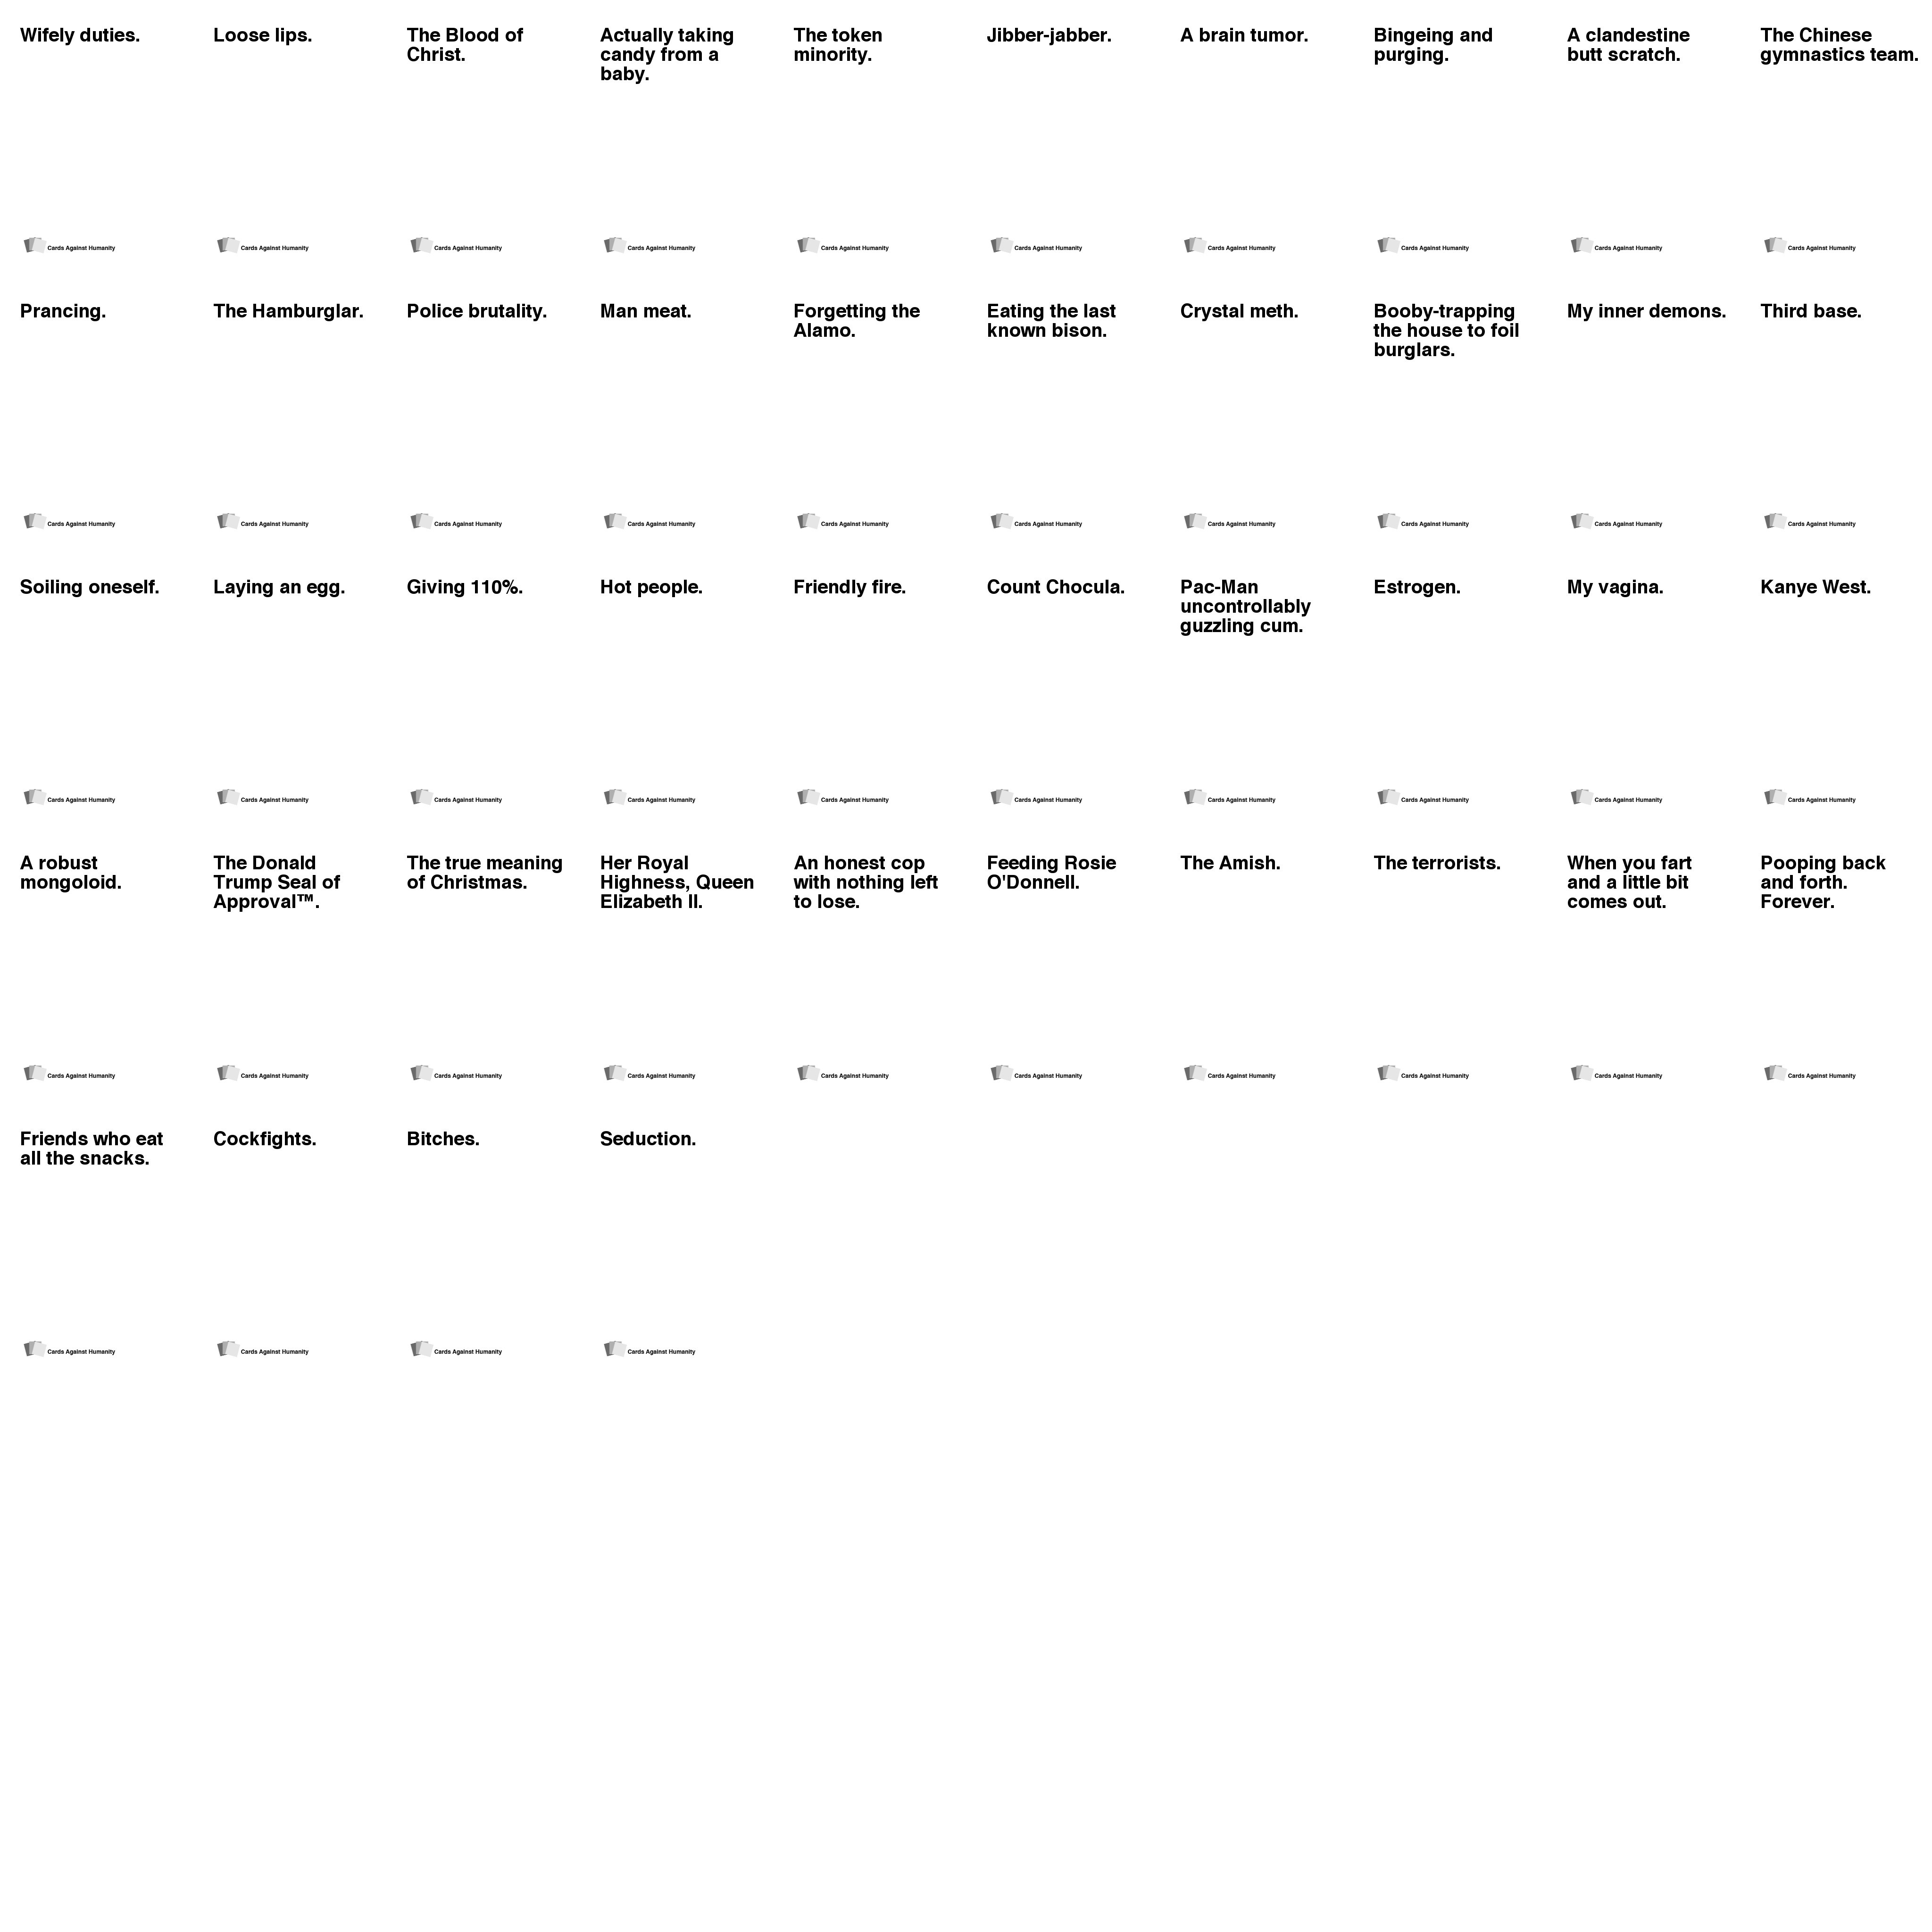 Wifely duties.
Loose lips.
The Blood of
Christ.
Actually taking
candy from a
baby.
The token
minority.
Jibber-jabber.
A brain tumor.
Bingeing and
purging.
A clandestine
butt scratch.
The Chinese
gymnastics team.
Cards Against Humanity
Cards Against Humanity
Cards Against Humanity
Cards Against Humanity
Cards Against Humanity
Cards Against Humanity
Cards Against Humanity
Cards Against Humanity
Cards Against Humanity
Cards Against Humanity
Prancing.
The Hamburglar.
Police brutality.
Man meat.
Forgetting the
Alamo.
Eating the last
known bison.
Crystal meth.
Booby-trapping
the house to foil
burglars.
My inner demons.
Third base.
Cards Against Humanity
Cards Against Humanity
Cards Against Humanity
Cards Against Humanity
Cards Against Humanity
Cards Against Humanity
Cards Against Humanity
Cards Against Humanity
Cards Against Humanity
Cards Against Humanity
Soiling oneself.
Laying an egg.
Giving 110%.
Hot people.
Friendly fire.
Count Chocula.
Pac-Man
uncontrollably
guzzling cum.
Estrogen.
My vagina.
Kanye West.
Cards Against Humanity
Cards Against Humanity
Cards Against Humanity
Cards Against Humanity
Cards Against Humanity
Cards Against Humanity
Cards Against Humanity
Cards Against Humanity
Cards Against Humanity
Cards Against Humanity
A robust
mongoloid.
The Donald
Trump Seal of
Approval™.
The true meaning
of Christmas.
Her Royal
Highness, Queen
Elizabeth II.
An honest cop
with nothing left
to lose.
Feeding Rosie
O'Donnell.
The Amish.
The terrorists.
When you fart
and a little bit
comes out.
Pooping back
and forth.
Forever.
Cards Against Humanity
Cards Against Humanity
Cards Against Humanity
Cards Against Humanity
Cards Against Humanity
Cards Against Humanity
Cards Against Humanity
Cards Against Humanity
Cards Against Humanity
Cards Against Humanity
Friends who eat
all the snacks.
Cockfights.
Bitches.
Seduction.
Cards Against Humanity
Cards Against Humanity
Cards Against Humanity
Cards Against Humanity